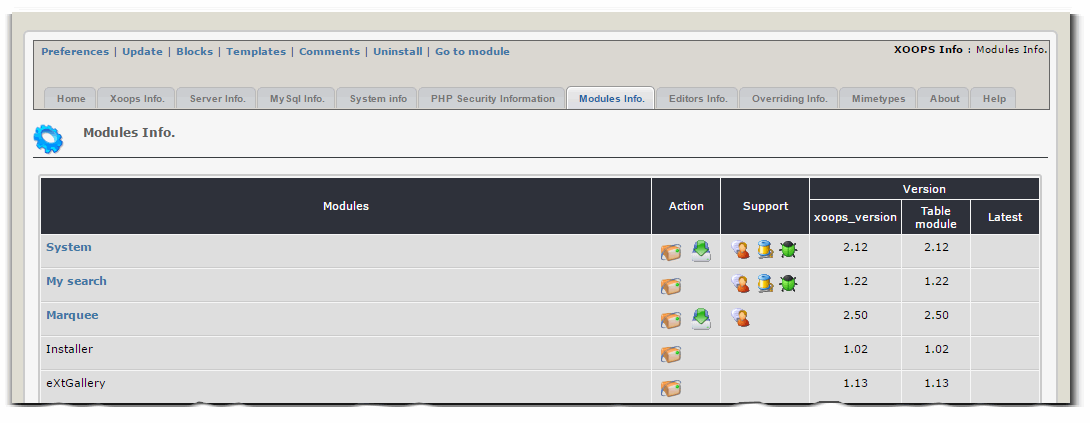 Preferences | Update | Blocks | Templates | Comments | Uninstall | Go to module
XOOPS Info : Modules Info.
Home Xoops Info. Server Info. MySql Info. System info PHP Security Information Modules Info. Editors Info. Overriding Info. Mimetypes About Help
Modules Info.
Modules Action Support Version
xoops_version Table module Latest
System 2.12 2.12
My search 1.22 1.22
Marquee 2.50 2.50
Installer 1.02 1.02
eXtGallery 1.13 1.13